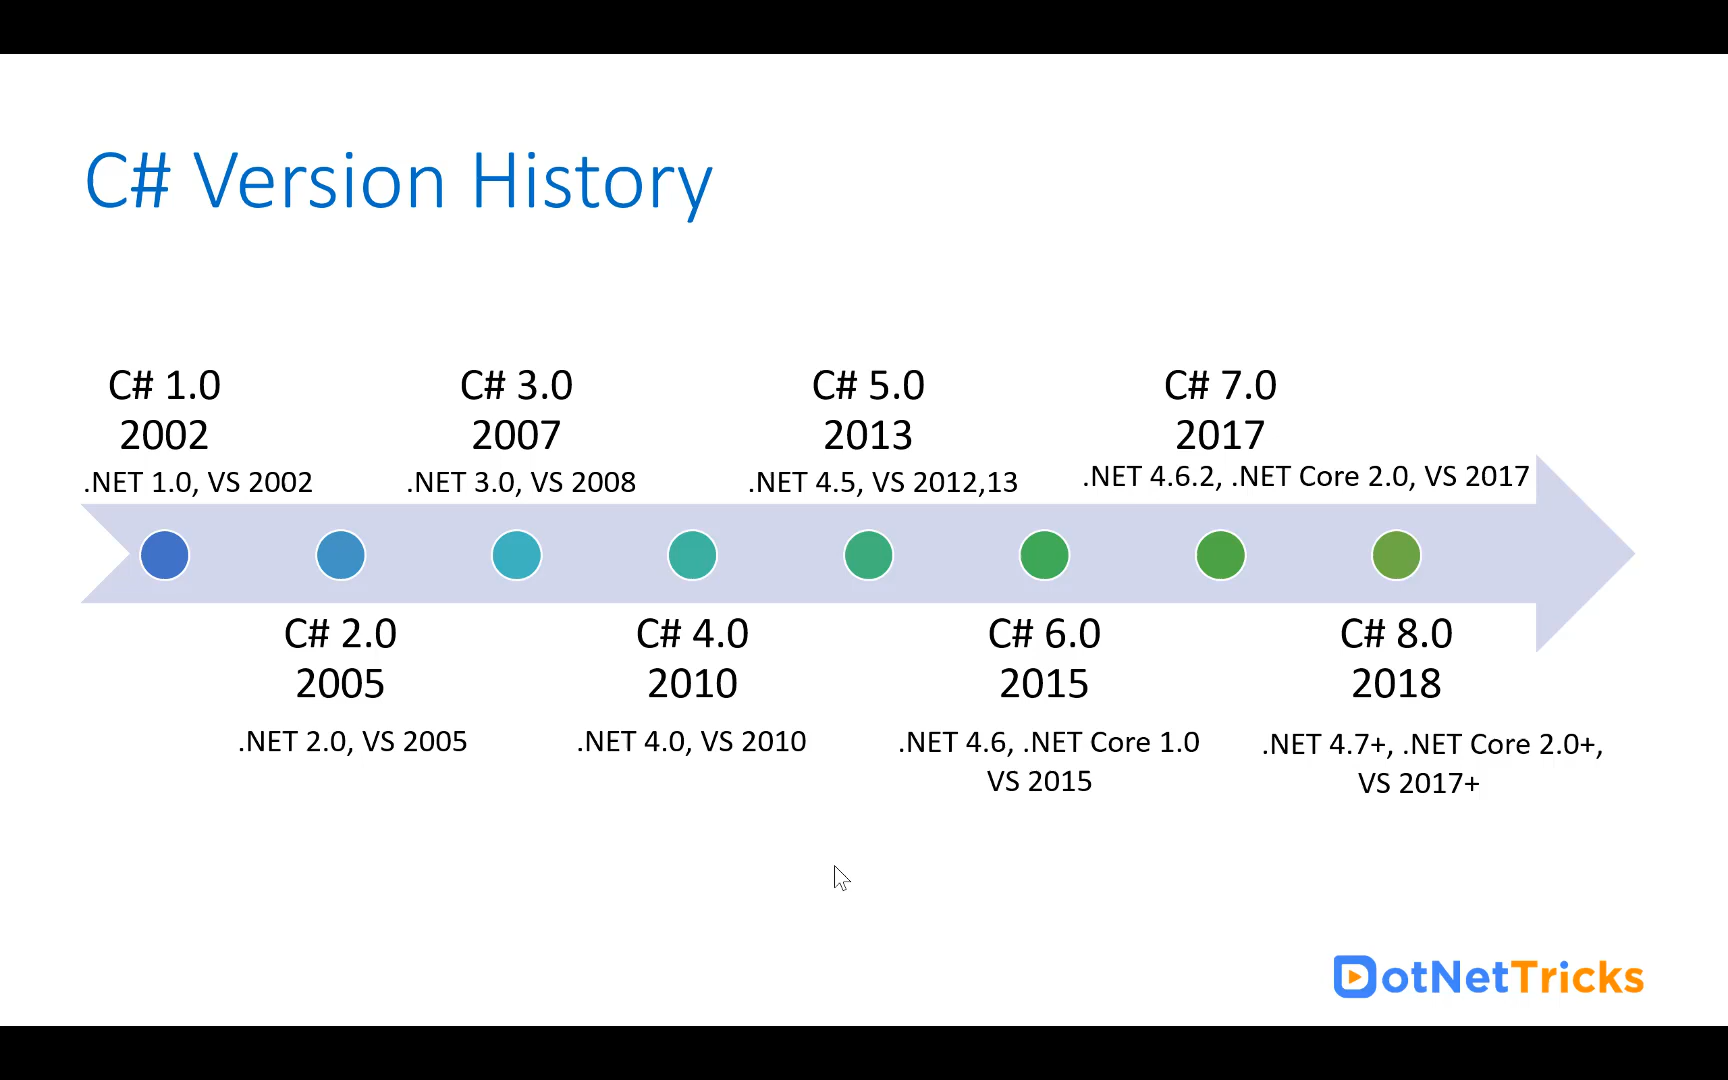 C# Version History
C# 1.0
2002
.NET 1.0, VS 2002
C# 3.0
2007
.NET 3.0, VS 2008
C# 5.0
2013
.NET 4.5, VS 2012,13
C# 7.0
2017
.NET 4.6.2, .NET Core 2.0, VS 2017
C# 2.0
2005
.NET 2.0, VS 2005
C# 4.0
2010
.NET 4.0, VS 2010
C# 6.0
2015
.NET 4.6, .NET Core 1.0
VS 2015
C# 8.0
2018
.NET 4.7+, .NET Core 2.0+,
VS 2017+
DotNetTricks